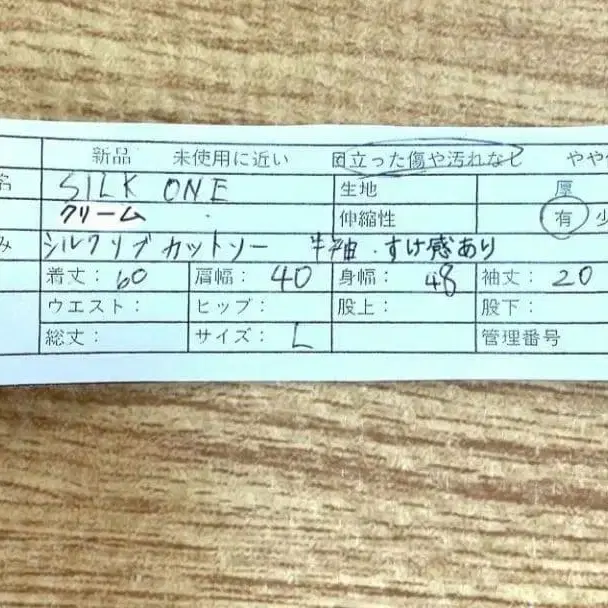 新品 未使用に近い 目立った傷や汚れなし やや
名 SILK ONE 生地 厚
クリーム 伸縮性 有 少
み シルクリブカットソー 半袖.すけ感あり
着丈：60 肩幅：40 身幅：48 袖丈：20
ウエスト： ヒップ： 股上： 股下：
総丈： サイズ：L 管理番号